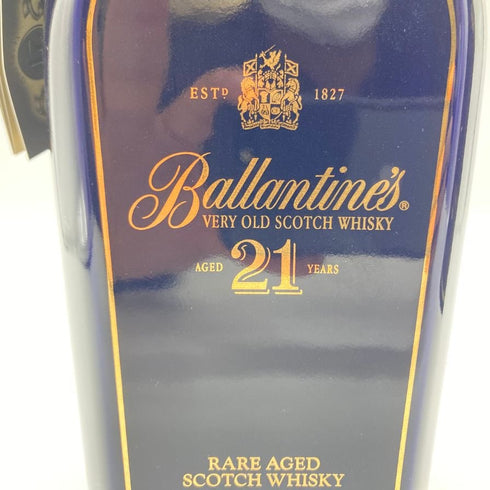 ESTD 1827
Ballantine's®
VERY OLD SCOTCH WHISKY
AGED 21 YEARS
RARE AGED
SCOTCH WHISKY